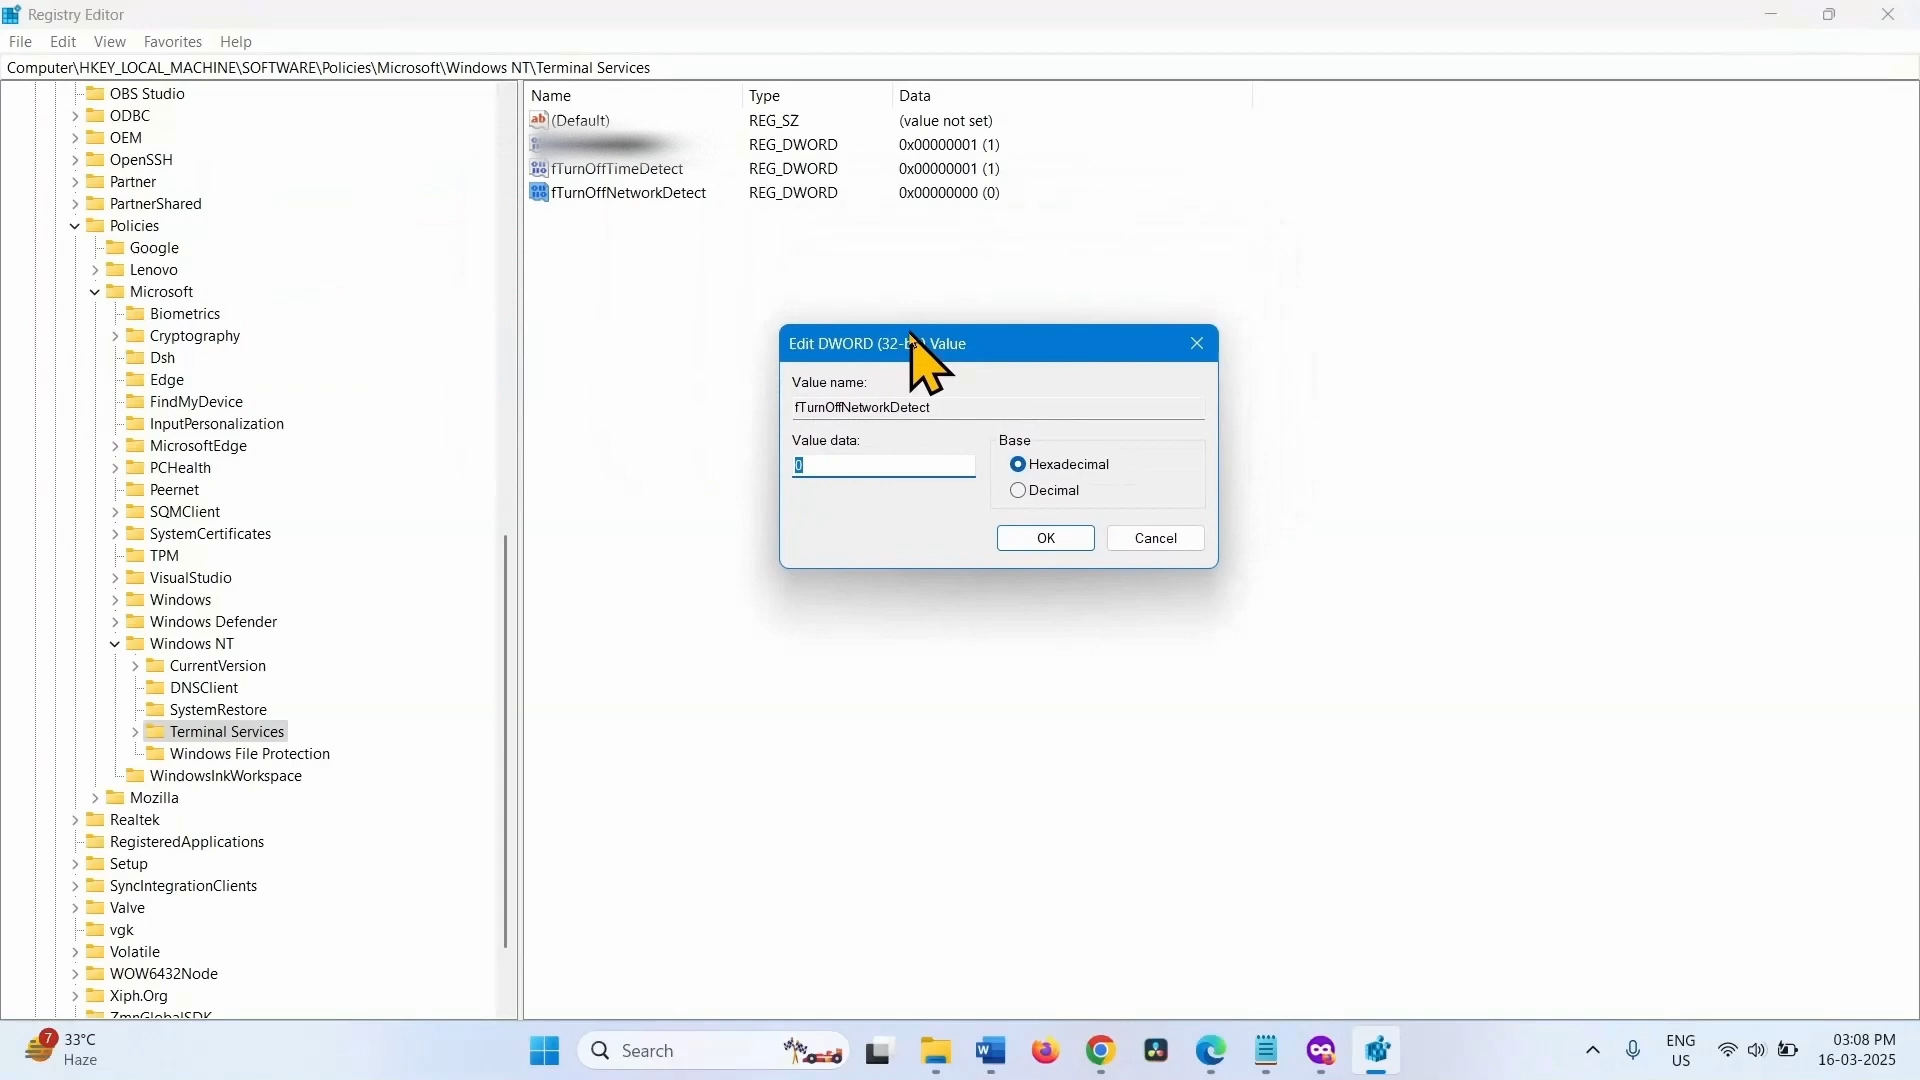 Registry Editor
File Edit View Favorites Help
Computer\HKEY_LOCAL_MACHINE\SOFTWARE\Policies\Microsoft\Windows NT\Terminal Services
OBS Studio
ODBC
OEM
OpenSSH
Partner
PartnerShared
Policies
Google
Lenovo
Microsoft
Biometrics
Cryptography
Dsh
Edge
FindMyDevice
InputPersonalization
MicrosoftEdge
PCHealth
Peernet
SQMClient
SystemCertificates
TPM
VisualStudio
Windows
Windows Defender
Windows NT
CurrentVersion
DNSClient
SystemRestore
Terminal Services
Windows File Protection
WindowsInkWorkspace
Mozilla
Realtek
RegisteredApplications
Setup
SyncIntegrationClients
Valve
vgk
Volatile
WOW6432Node
Xiph.Org
ZmnGlobalSDK
Name Type Data
ab (Default) REG_SZ (value not set)
REG_DWORD 0x00000001 (1)
fTurnOffTimeDetect REG_DWORD 0x00000001 (1)
fTurnOffNetworkDetect REG_DWORD 0x00000000 (0)
Edit DWORD Value
Value name:
fTurnOffNetworkDetect
Value data: Base
0 Hexadecimal
Decimal
OK Cancel
7 33°C
Haze
Search
ENG
US
03:08 PM
16-03-2025